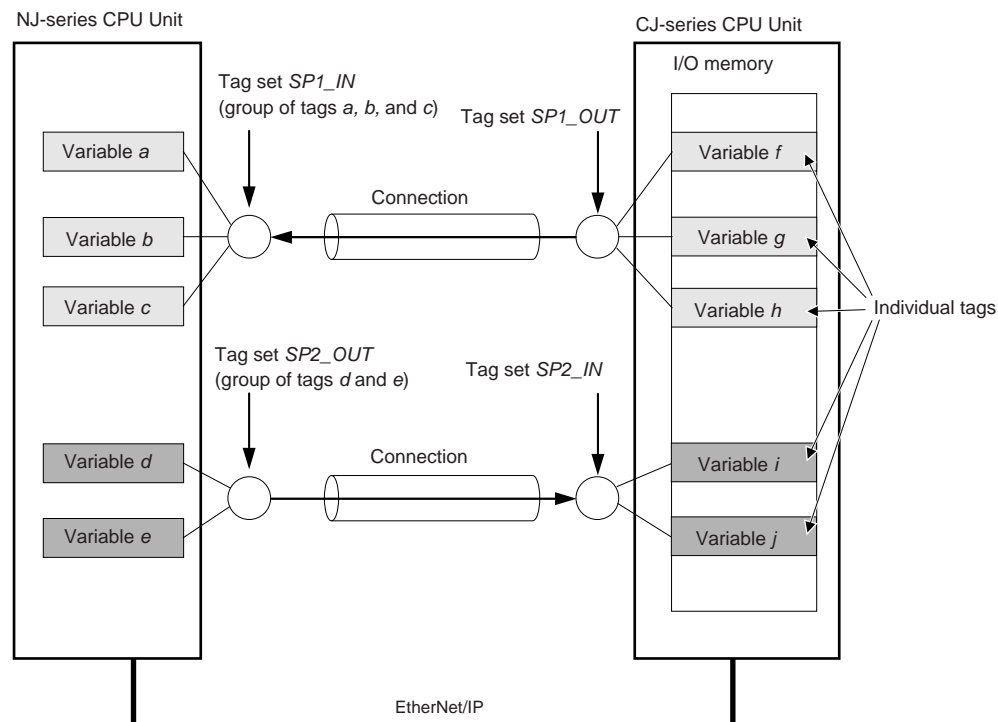 NJ-series CPU Unit
CJ-series CPU Unit
I/O memory
Tag set SP1_IN
(group of tags a, b, and c)
Tag set SP1_OUT
Variable a
Variable f
Connection
Variable b
Variable g
Variable c
Variable h
Individual tags
Tag set SP2_OUT
(group of tags d and e)
Tag set SP2_IN
Variable d
Connection
Variable i
Variable e
Variable j
EtherNet/IP